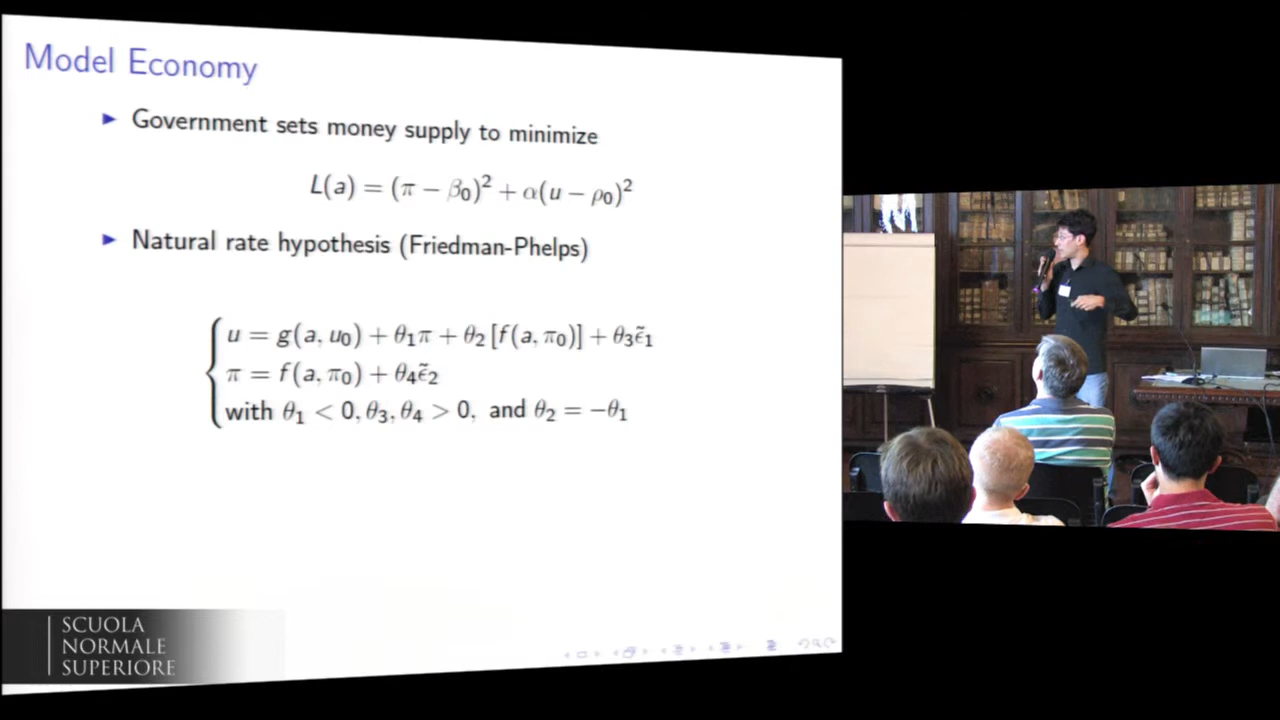 Model Economy
▶ Government sets money supply to minimize
L(a) = (π − β₀)² + α(u − ρ₀)²
▶ Natural rate hypothesis (Friedman-Phelps)
u = g(a, u₀) + θ₁π + θ₂ [f(a, π₀)] + θ₃ε̃₁
π = f(a, π₀) + θ₄ε̃₂
with θ₁ < 0, θ₃, θ₄ > 0, and θ₂ = −θ₁
SCUOLA
NORMALE
SUPERIORE